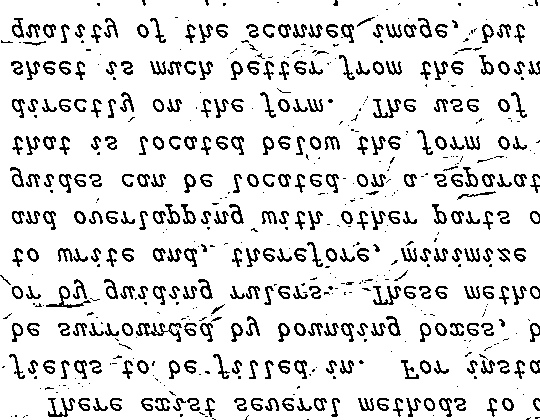 There exist several methods to i
fields to be filled in. For insta
be surrounded by bounding boxes, b
or by guiding rulers. These metho
to write and, therefore, minimize
and overlapping with other parts o
guides can be located on a separat
that is located below the form or
directly on the form. The use of
sheet is much better from the poin
quality of the scanned image, but